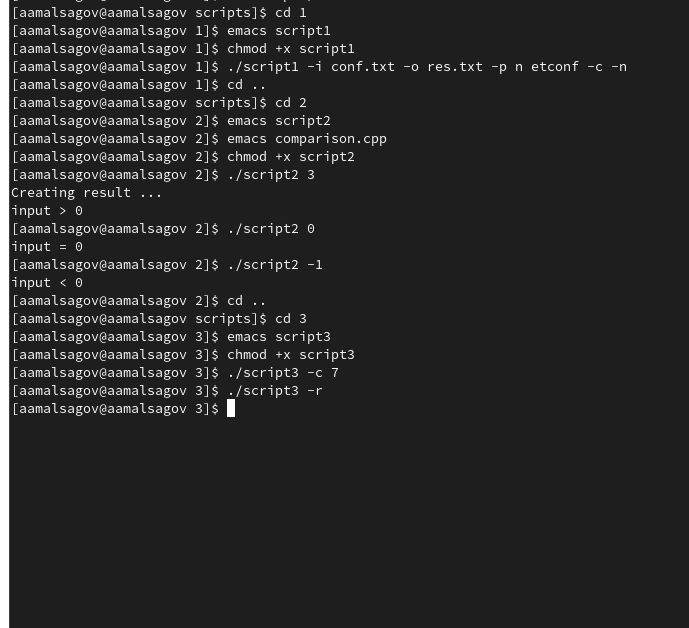 [aamalsagov@aamalsagov scripts]$ cd 1
[aamalsagov@aamalsagov 1]$ emacs script1
[aamalsagov@aamalsagov 1]$ chmod +x script1
[aamalsagov@aamalsagov 1]$ ./script1 -i conf.txt -o res.txt -p n etconf -c -n
[aamalsagov@aamalsagov 1]$ cd ..
[aamalsagov@aamalsagov scripts]$ cd 2
[aamalsagov@aamalsagov 2]$ emacs script2
[aamalsagov@aamalsagov 2]$ emacs comparison.cpp
[aamalsagov@aamalsagov 2]$ chmod +x script2
[aamalsagov@aamalsagov 2]$ ./script2 3
Creating result ...
input > 0
[aamalsagov@aamalsagov 2]$ ./script2 0
input = 0
[aamalsagov@aamalsagov 2]$ ./script2 -1
input < 0
[aamalsagov@aamalsagov 2]$ cd ..
[aamalsagov@aamalsagov scripts]$ cd 3
[aamalsagov@aamalsagov 3]$ emacs script3
[aamalsagov@aamalsagov 3]$ chmod +x script3
[aamalsagov@aamalsagov 3]$ ./script3 -c 7
[aamalsagov@aamalsagov 3]$ ./script3 -r
[aamalsagov@aamalsagov 3]$